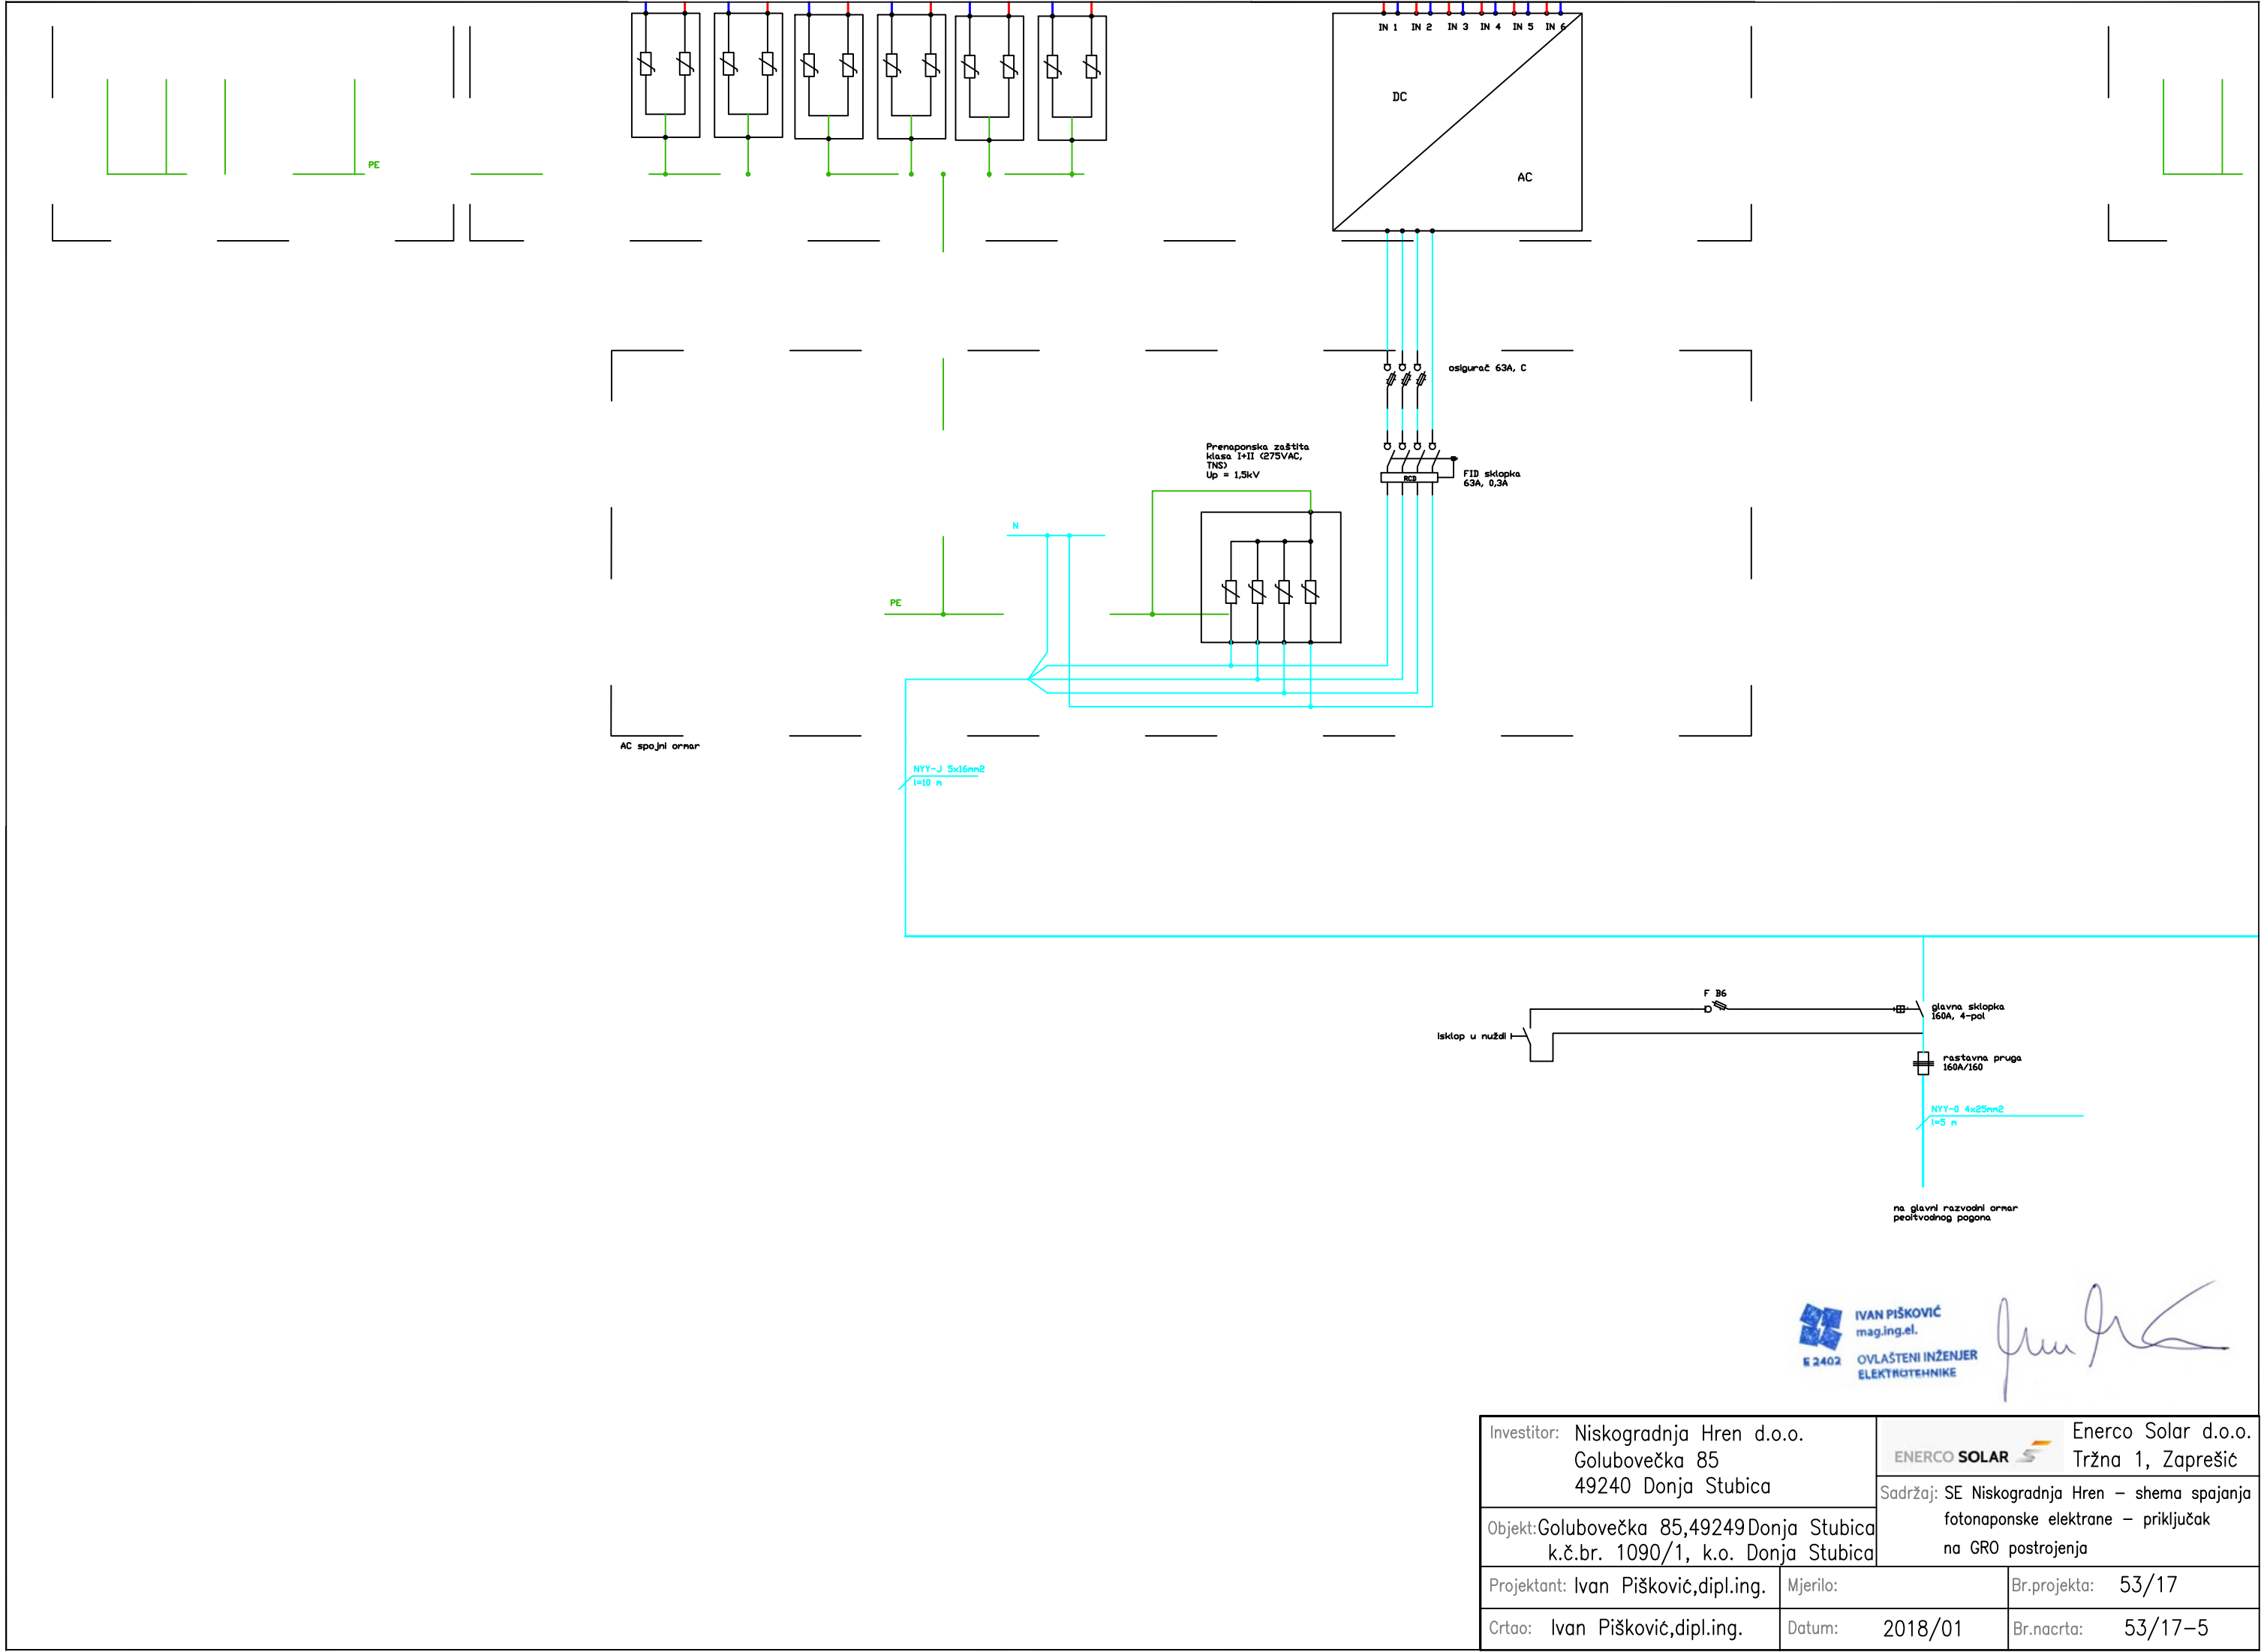 IN 1 IN 2 IN 3 IN 4 IN 5 IN 6
DC
AC
PE
osigurač 63A, C
Prenaponska zaštita
klasa I+II (275VAC,
TNS)
Up = 1,5kV
RCD
FID sklopka
63A, 0,3A
N
PE
AC spojni ormar
NYY-J 5x16mm2
l=10 m
F B6
glavna sklopka
160A, 4-pol
isklop u nuždi
rastavna pruga
160A/160
NYY-O 4x25mm2
l=5 m
na glavni razvodni ormar
peoitvodnog pogona
IVAN PIŠKOVIĆ
mag.ing.el.
E 2402
OVLAŠTENI INŽENJER
ELEKTROTEHNIKE
Investitor: Niskogradnja Hren d.o.o.
Golubovečka 85
49240 Donja Stubica
ENERCO SOLAR
Enerco Solar d.o.o.
Tržna 1, Zaprešić
Sadržaj: SE Niskogradnja Hren – shema spajanja
fotonaponske elektrane – priključak
na GRO postrojenja
Objekt: Golubovečka 85,49249 Donja Stubica
k.č.br. 1090/1, k.o. Donja Stubica
Projektant: Ivan Pišković,dipl.ing.
Mjerilo:
Br.projekta: 53/17
Crtao: Ivan Pišković,dipl.ing.
Datum: 2018/01
Br.nacrta: 53/17-5